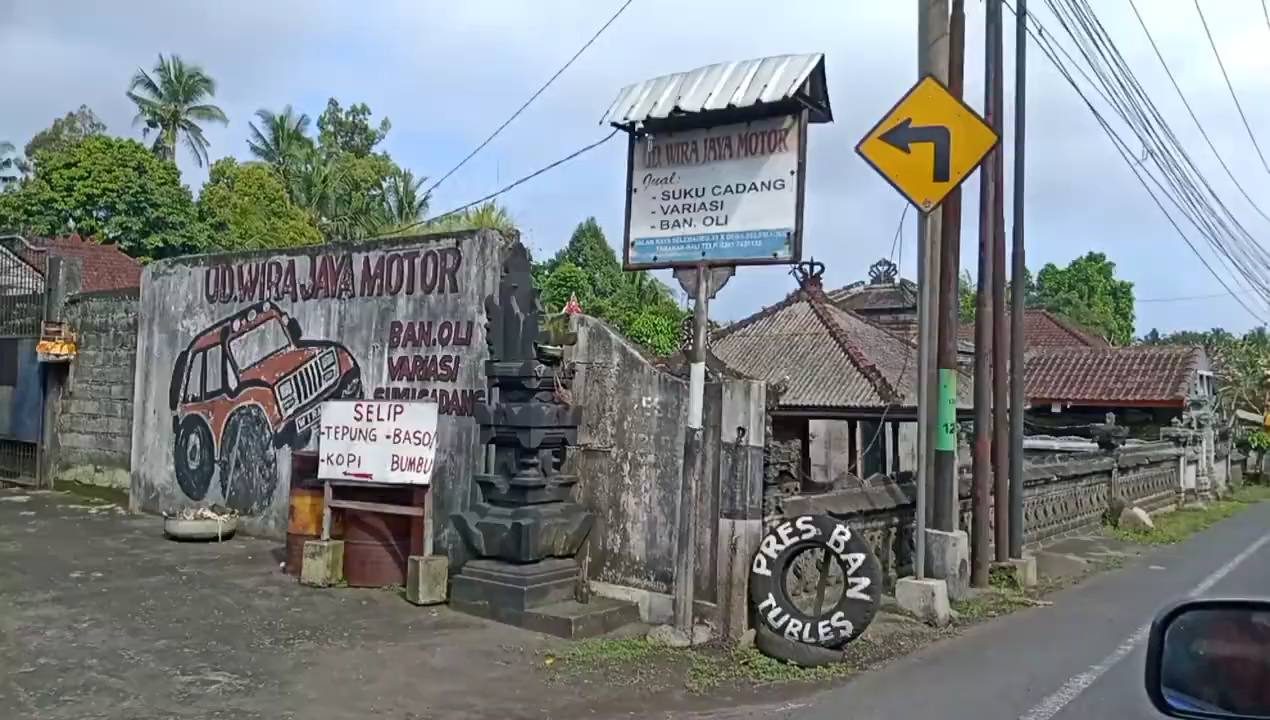 UD. WIRA JAYA MOTOR
Jual:
- SUKU CADANG
- VARIASI
- BAN. OLI
UD.WIRA JAYA MOTOR
BAN.OLI
VARIASI
SUKU CADANG
SELIP
-TEPUNG -BASO
-KOPI BUMBU
PRES BAN
TUBLES
12